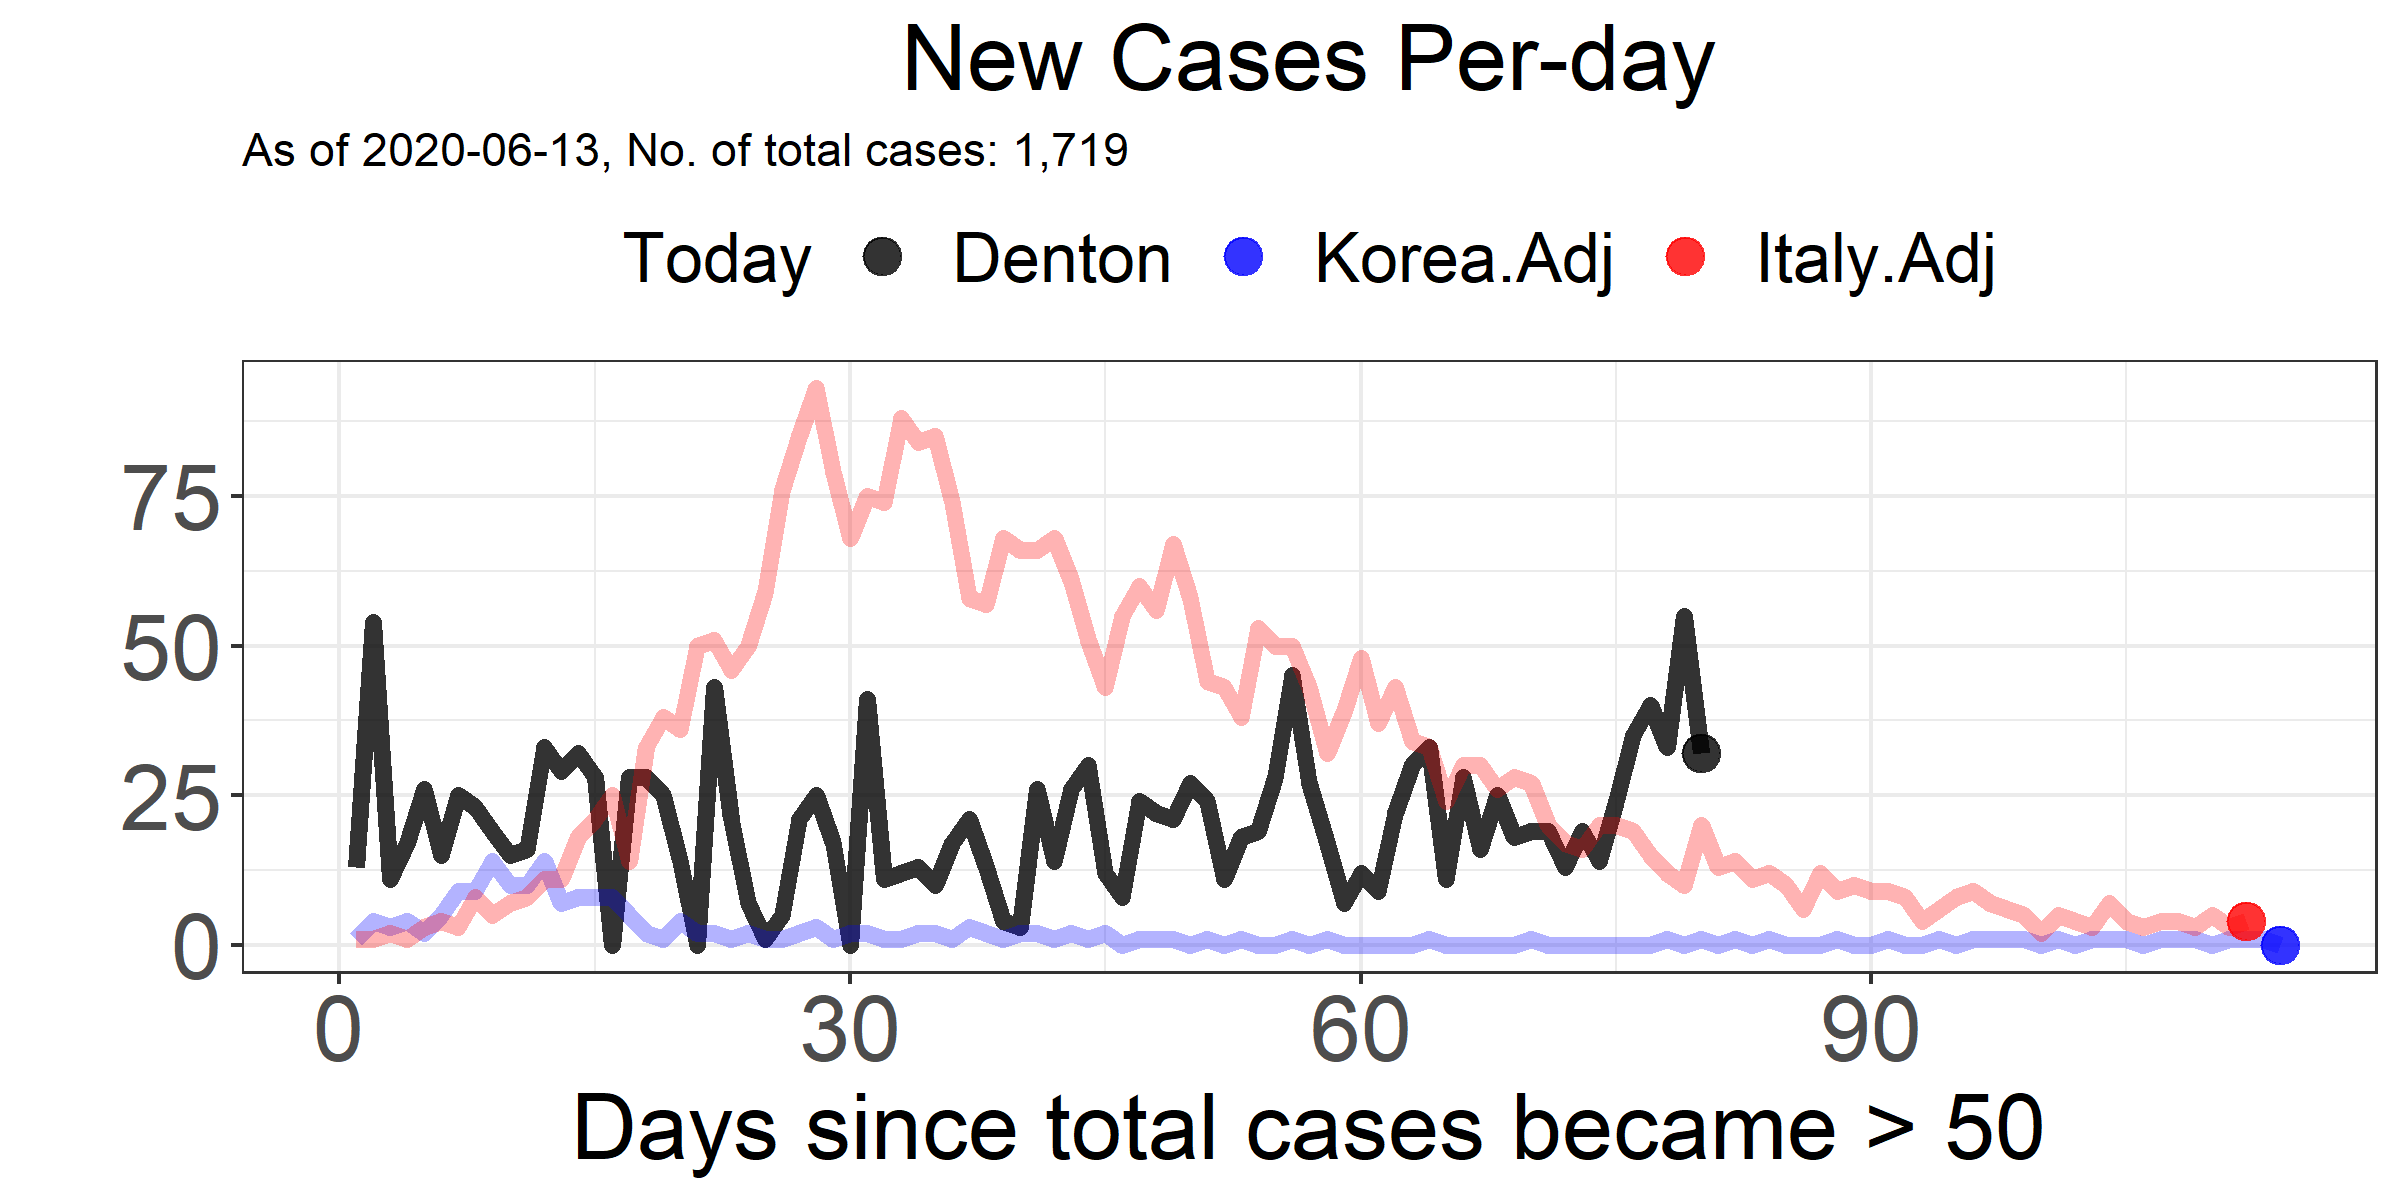 New Cases Per-day
As of 2020-06-13, No. of total cases: 1,719
Today Denton Korea.Adj Italy.Adj
75
50
25
0
0 30 60 90
Days since total cases became > 50